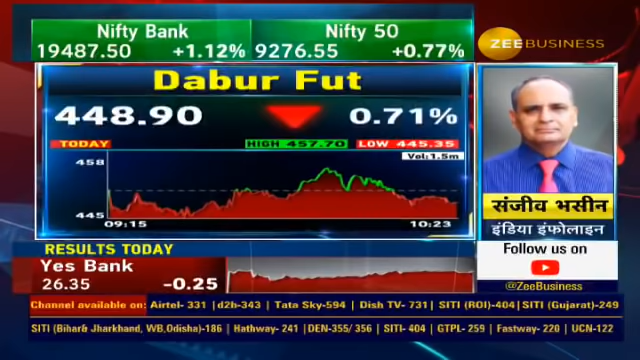 Nifty Bank
19487.50 +1.12%
Nifty 50
9276.55 +0.77%
ZEEBUSINESS
Dabur Fut
448.90 0.71%
TODAY HIGH 457.70 LOW 445.35
Vol:1.5m
458
445
09:15 10:23
संजीव भसीन
इंडिया इंफोलाइन
Follow us on
@ZeeBusiness
RESULTS TODAY
Yes Bank
26.35 -0.25
Channel available on: Airtel- 331 | d2b-343 | Tata Sky-594 | Dish TV- 731| SITI (ROI)-404|SITI (Gujarat)-249
SITI (Bihar& Jharkhand, WB,Odisha)-186 | Hathway- 241 |DEN-355/ 356 | SITI- 404 | GTPL- 259 | Fastway- 220 | UCN-122